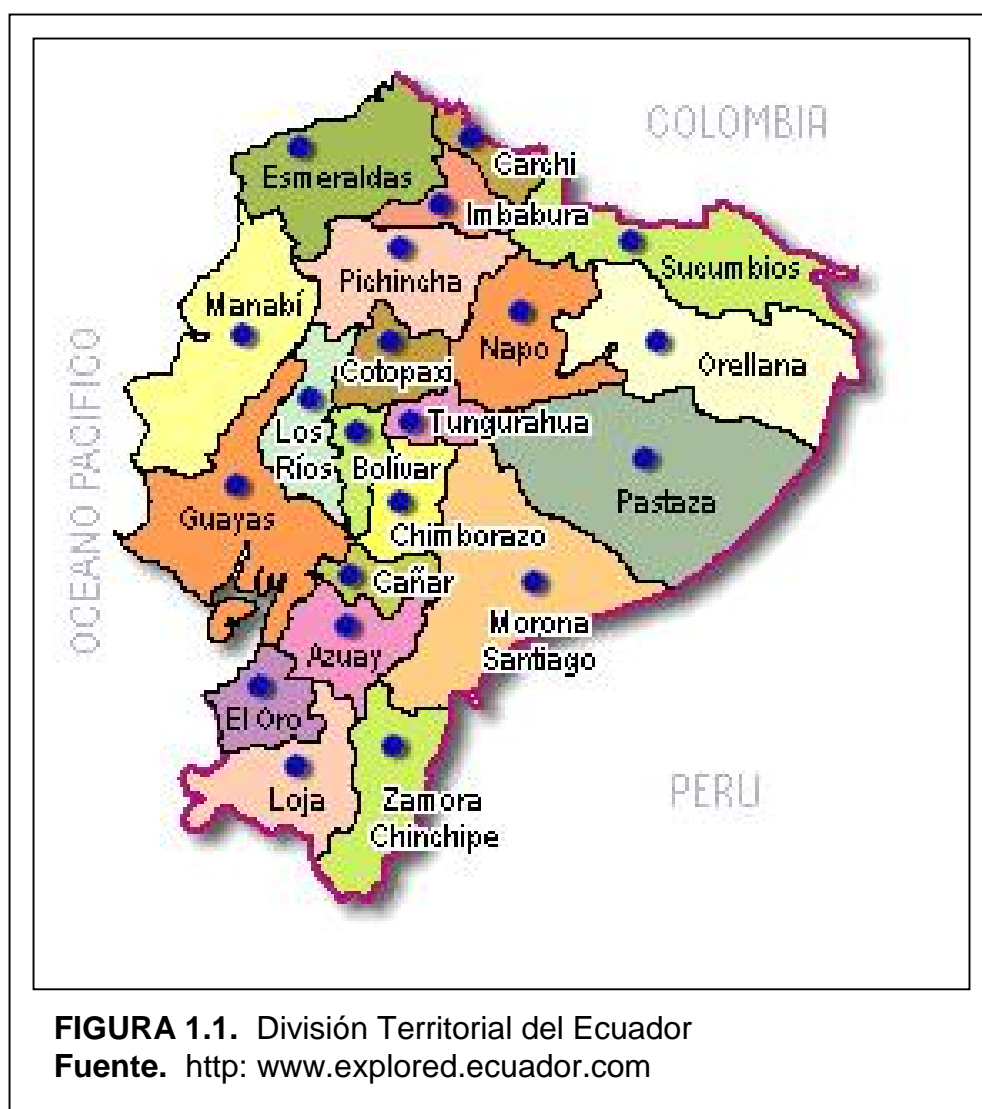 COLOMBIA
Carchi
Esmeraldas
Imbabura
Sucumbios
Pichincha
Manabí
Napo
Orellana
Cotopaxi
OCEANO PACIFICO
Tungurahua
Los
Ríos
Bolívar
Pastaza
Guayas
Chimborazo
Cañar
Morona
Santiago
Azuay
El Oro
PERU
Loja
Zamora
Chinchipe
FIGURA 1.1. División Territorial del Ecuador
Fuente. http: www.explored.ecuador.com